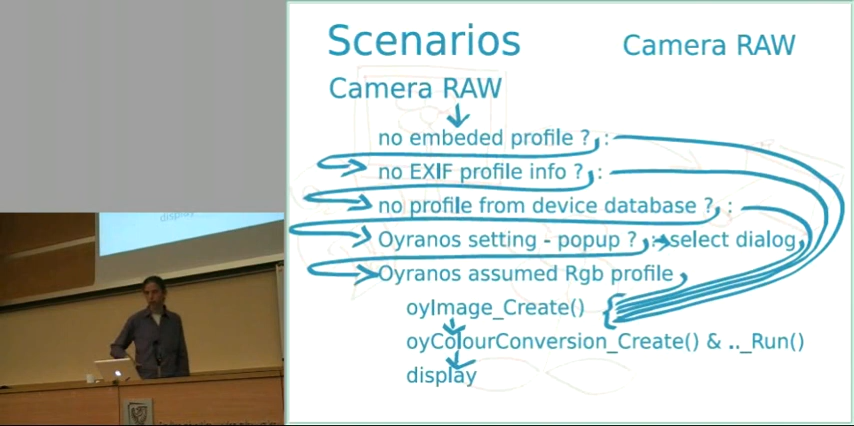 Scenarios
Camera RAW
Camera RAW
no embeded profile ? , :
no EXIF profile info ? , :
no profile from device database ? , :
Oyranos setting - popup ? , : select dialog,
Oyranos assumed Rgb profile ,
oyImage_Create() {
oyColourConversion_Create() & .._Run()
display
display